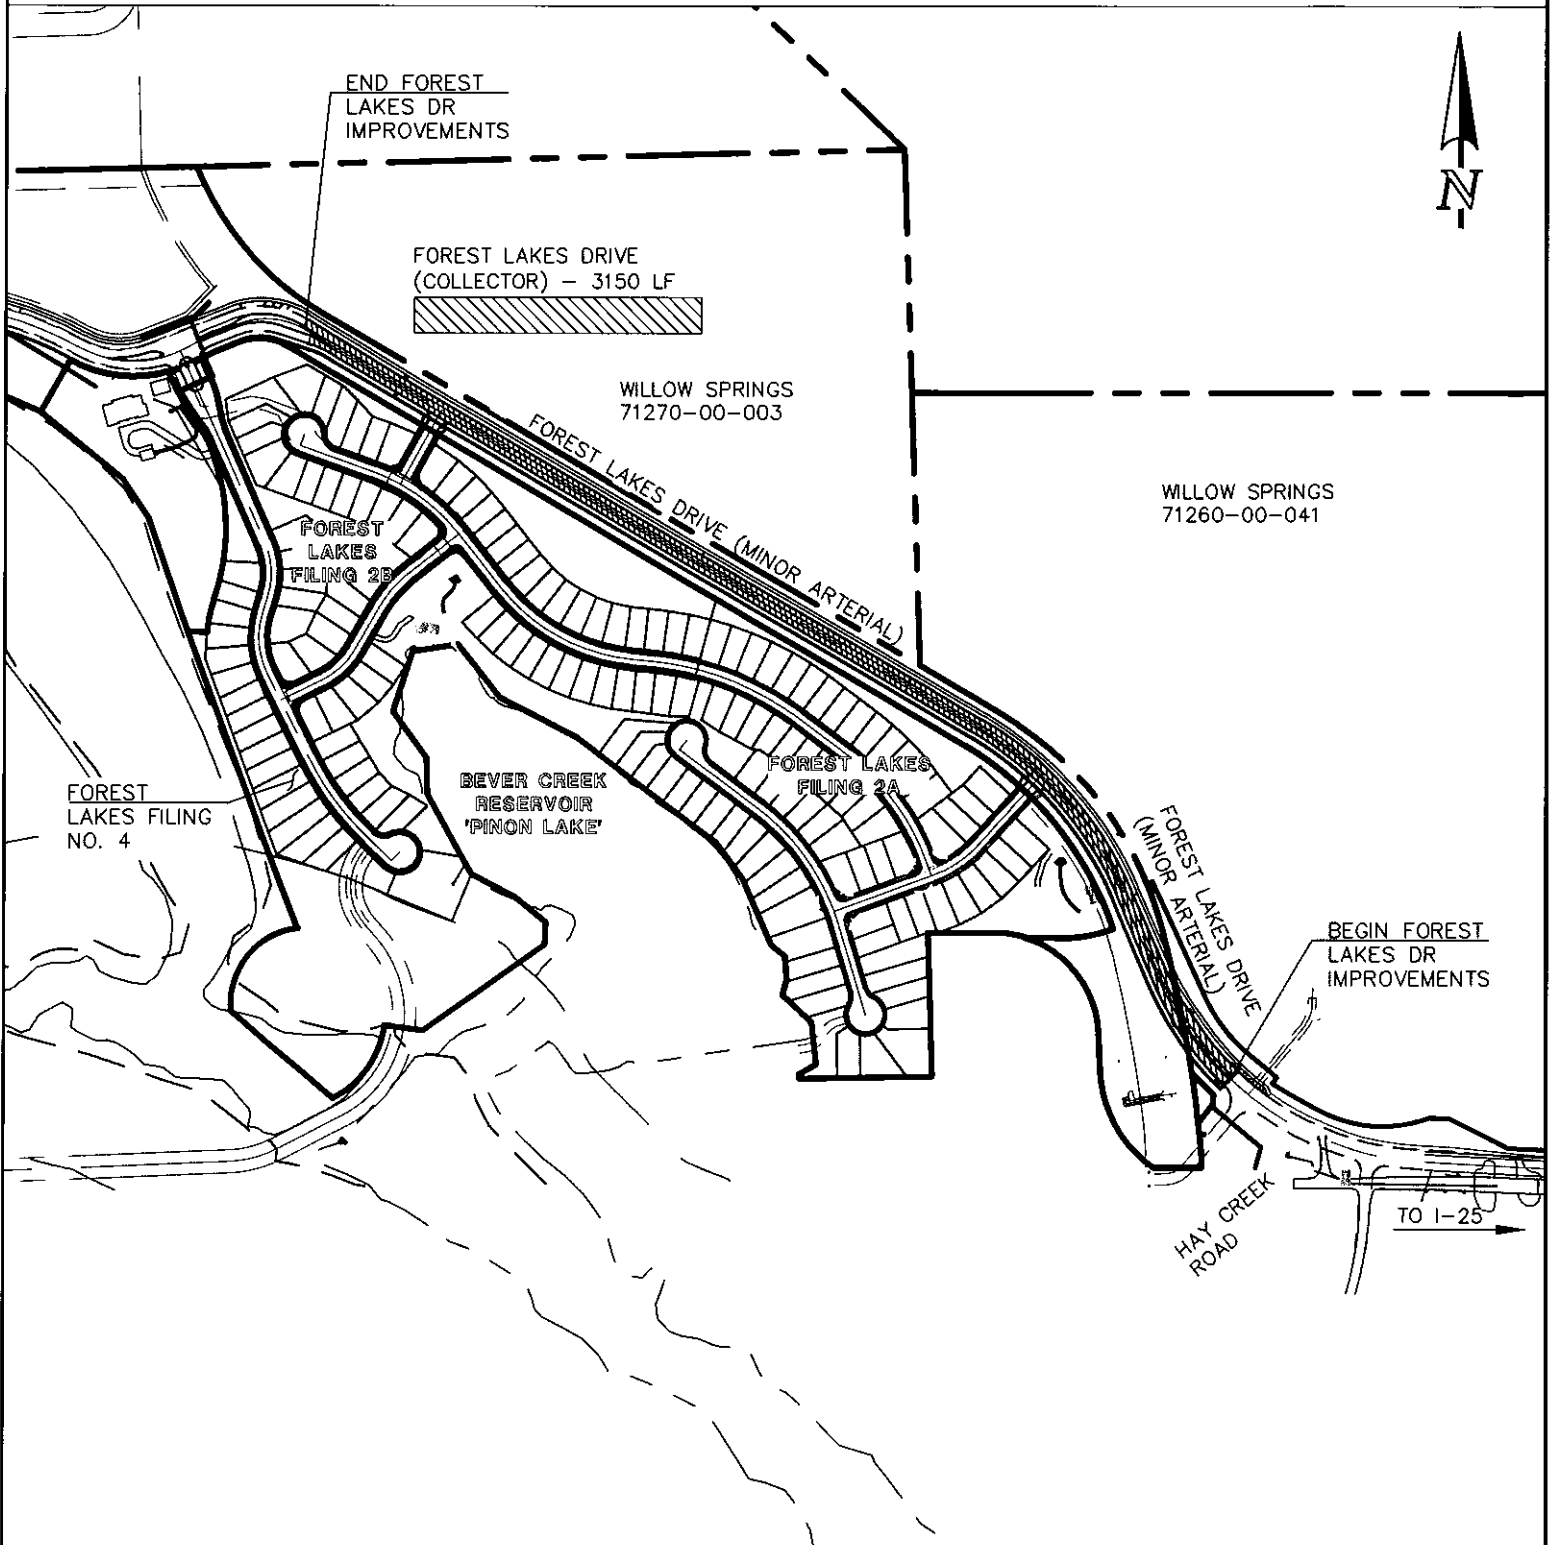 END FOREST
LAKES DR
IMPROVEMENTS
N
FOREST LAKES DRIVE
(COLLECTOR) – 3150 LF
WILLOW SPRINGS
71270–00–003
FOREST LAKES DRIVE (MINOR ARTERIAL)
WILLOW SPRINGS
71260–00–041
FOREST
LAKES
FILING 2B
FOREST
LAKES FILING
NO. 4
BEVER CREEK
RESERVOIR
'PINON LAKE'
FOREST LAKES
FILING 2A
FOREST LAKES DRIVE
(MINOR ARTERIAL)
BEGIN FOREST
LAKES DR
IMPROVEMENTS
HAY CREEK
ROAD
TO I–25